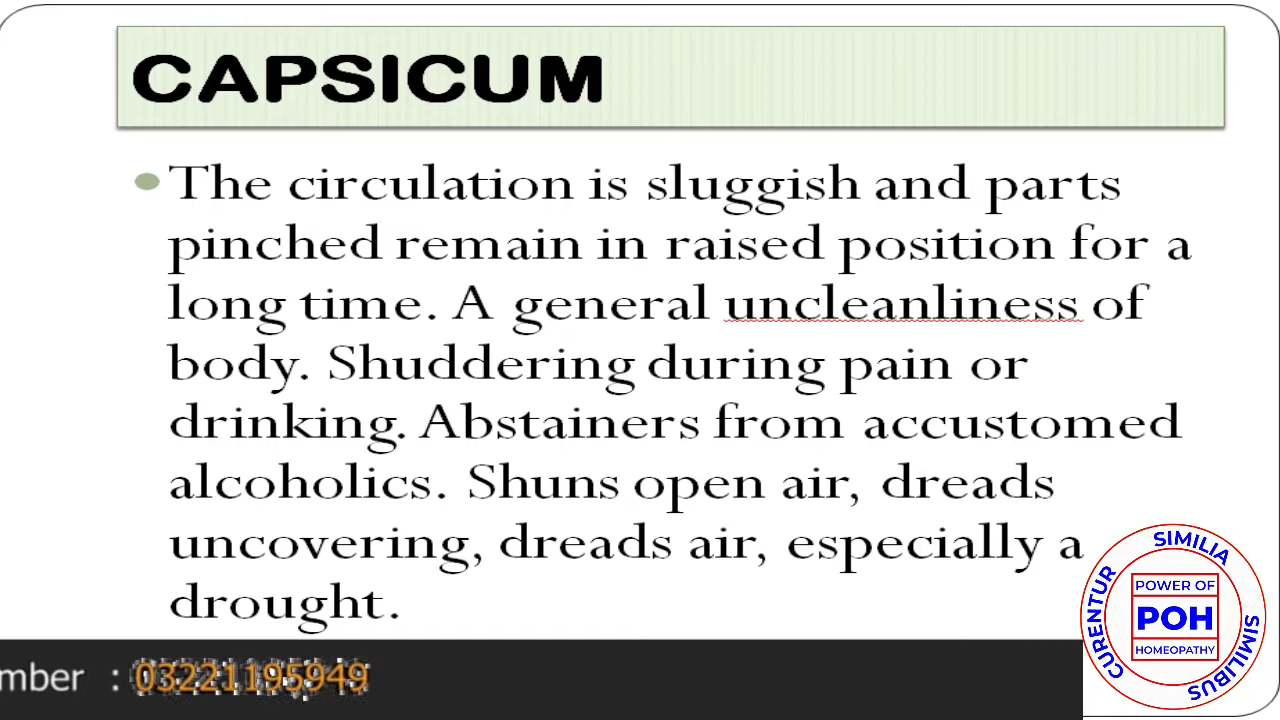 CAPSICUM
The circulation is sluggish and parts
pinched remain in raised position for a
long time. A general uncleanliness of
body. Shuddering during pain or
drinking. Abstainers from accustomed
alcoholics. Shuns open air, dreads
uncovering, dreads air, especially a
drought.
SIMILIA
SIMILIBUS
CURENTUR
POWER OF
POH
HOMEOPATHY
mber : 03221195949